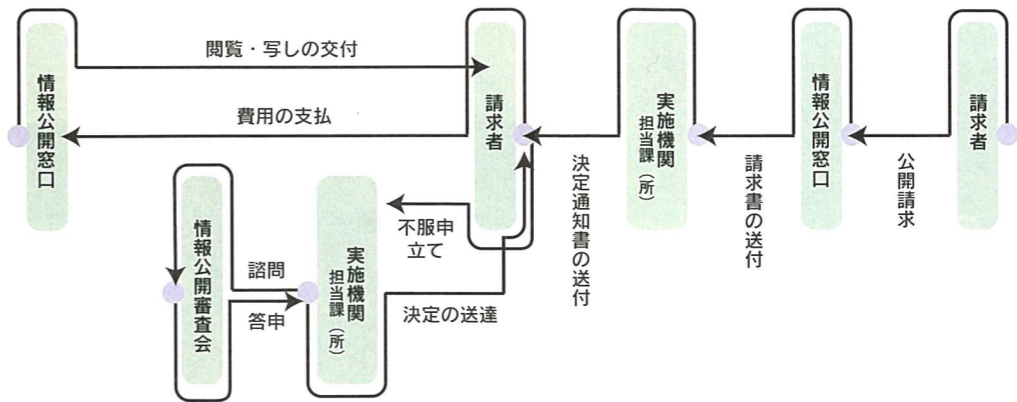 請求者
公開請求
情報公開窓口
請求書の送付
実施機関
担当課(所)
決定通知書の送付
請求者
閲覧・写しの交付
費用の支払
情報公開窓口
不服申
立て
実施機関
担当課(所)
諮問
答申
情報公開審査会
決定の送達